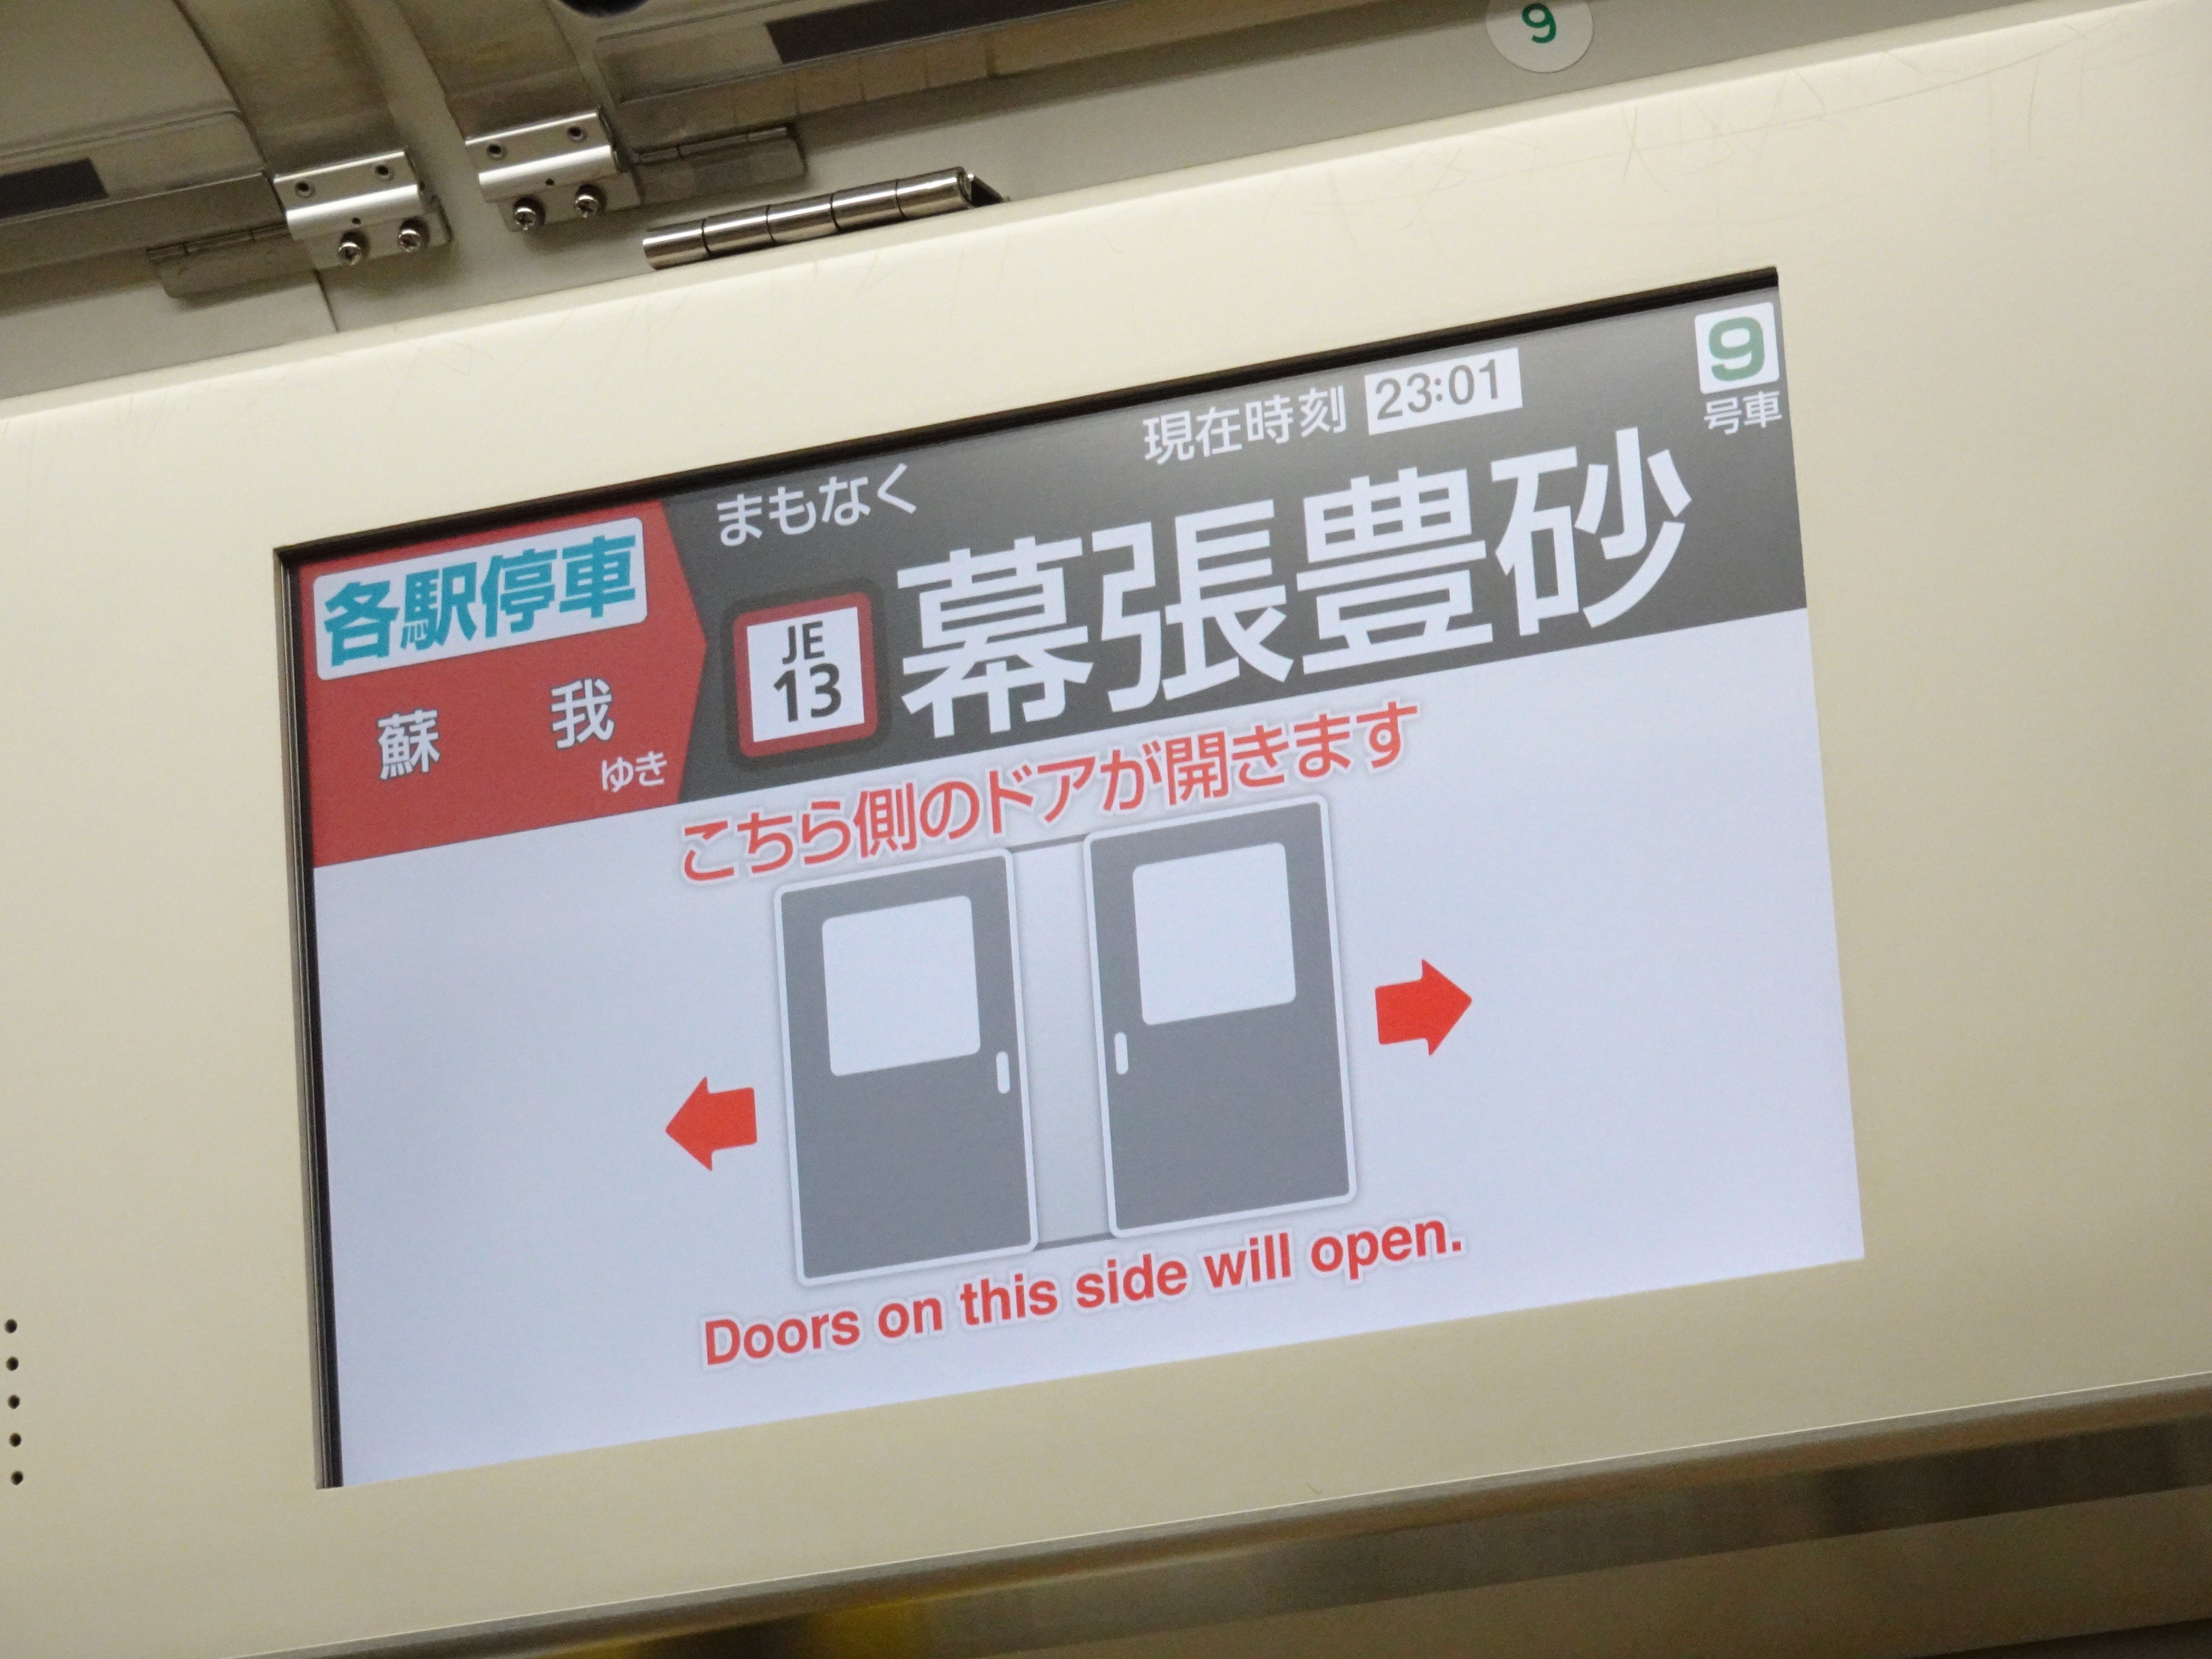 9
現在時刻 23:01
9
号車
各駅停車
まもなく
JE
13
幕張豊砂
蘇我
ゆき
こちら側のドアが開きます
Doors on this side will open.